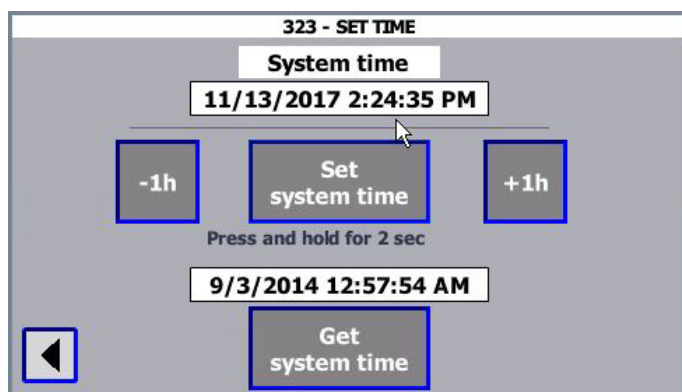 323 - SET TIME
System time
11/13/2017 2:24:35 PM
-1h
Set
system time
+1h
Press and hold for 2 sec
9/3/2014 12:57:54 AM
Get
system time